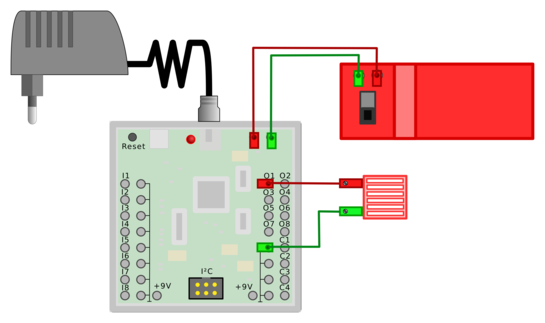 Reset
I1
I2
I3
I4
I5
I6
I7
I8
+9V
I²C
+9V
O1 O2
O3 O4
O5 O6
O7 O8
C1
C2
C3
C4